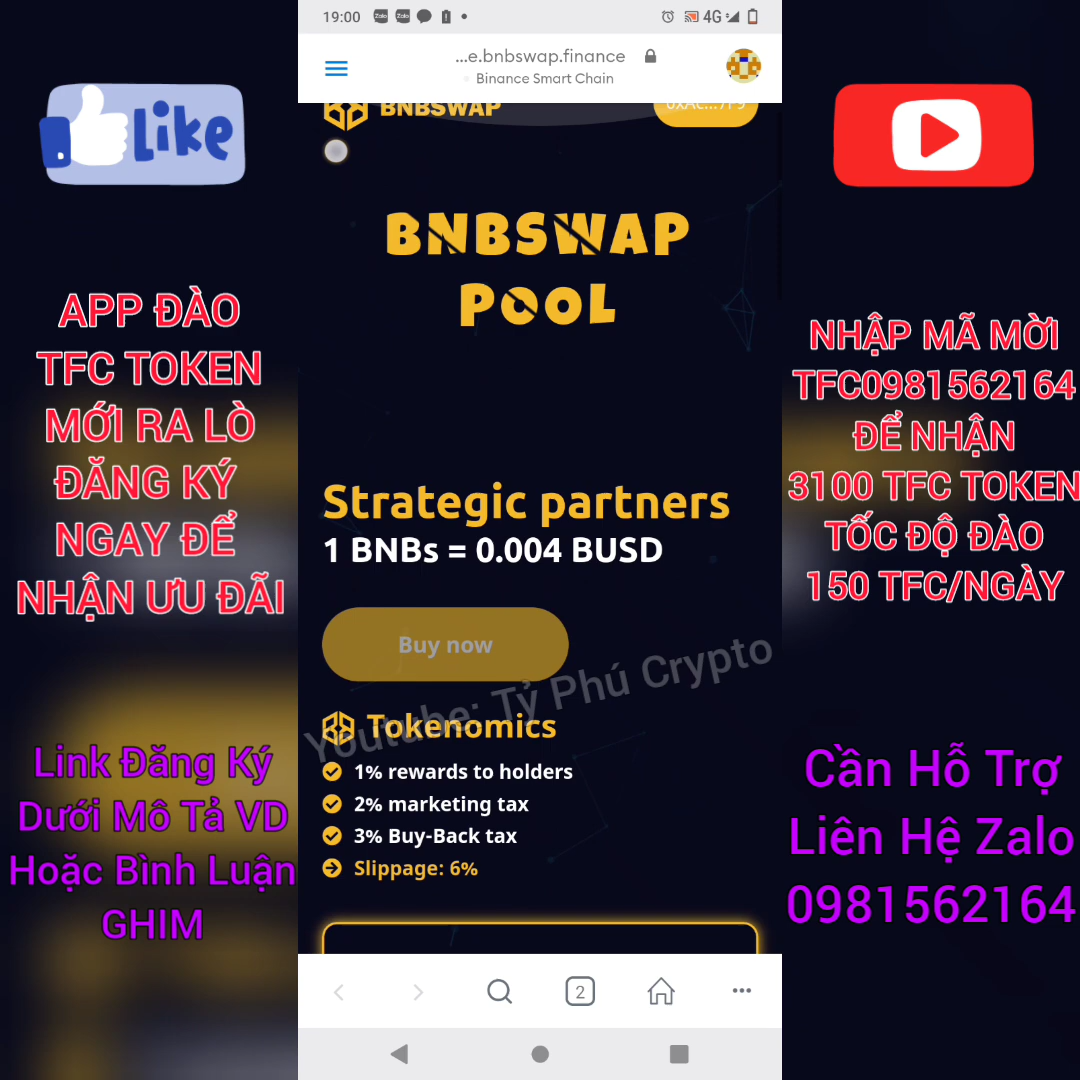 19:00
4G
...e.bnbswap.finance
Binance Smart Chain
BNBSWAP
0xAc...7F9
Like
BNBSWAP
POOL
APP ĐÀO
TFC TOKEN
MỚI RA LÒ
ĐĂNG KÝ
NGAY ĐỂ
NHẬN ƯU ĐÃI
NHẬP MÃ MỜI
TFC0981562164
ĐỂ NHẬN
3100 TFC TOKEN
TỐC ĐỘ ĐÀO
150 TFC/NGÀY
Strategic partners
1 BNBs = 0.004 BUSD
Buy now
Youtube: Tỷ Phú Crypto
Tokenomics
1% rewards to holders
2% marketing tax
3% Buy-Back tax
Slippage: 6%
Link Đăng Ký
Dưới Mô Tả VD
Hoặc Bình Luận
GHIM
Cần Hỗ Trợ
Liên Hệ Zalo
0981562164
2